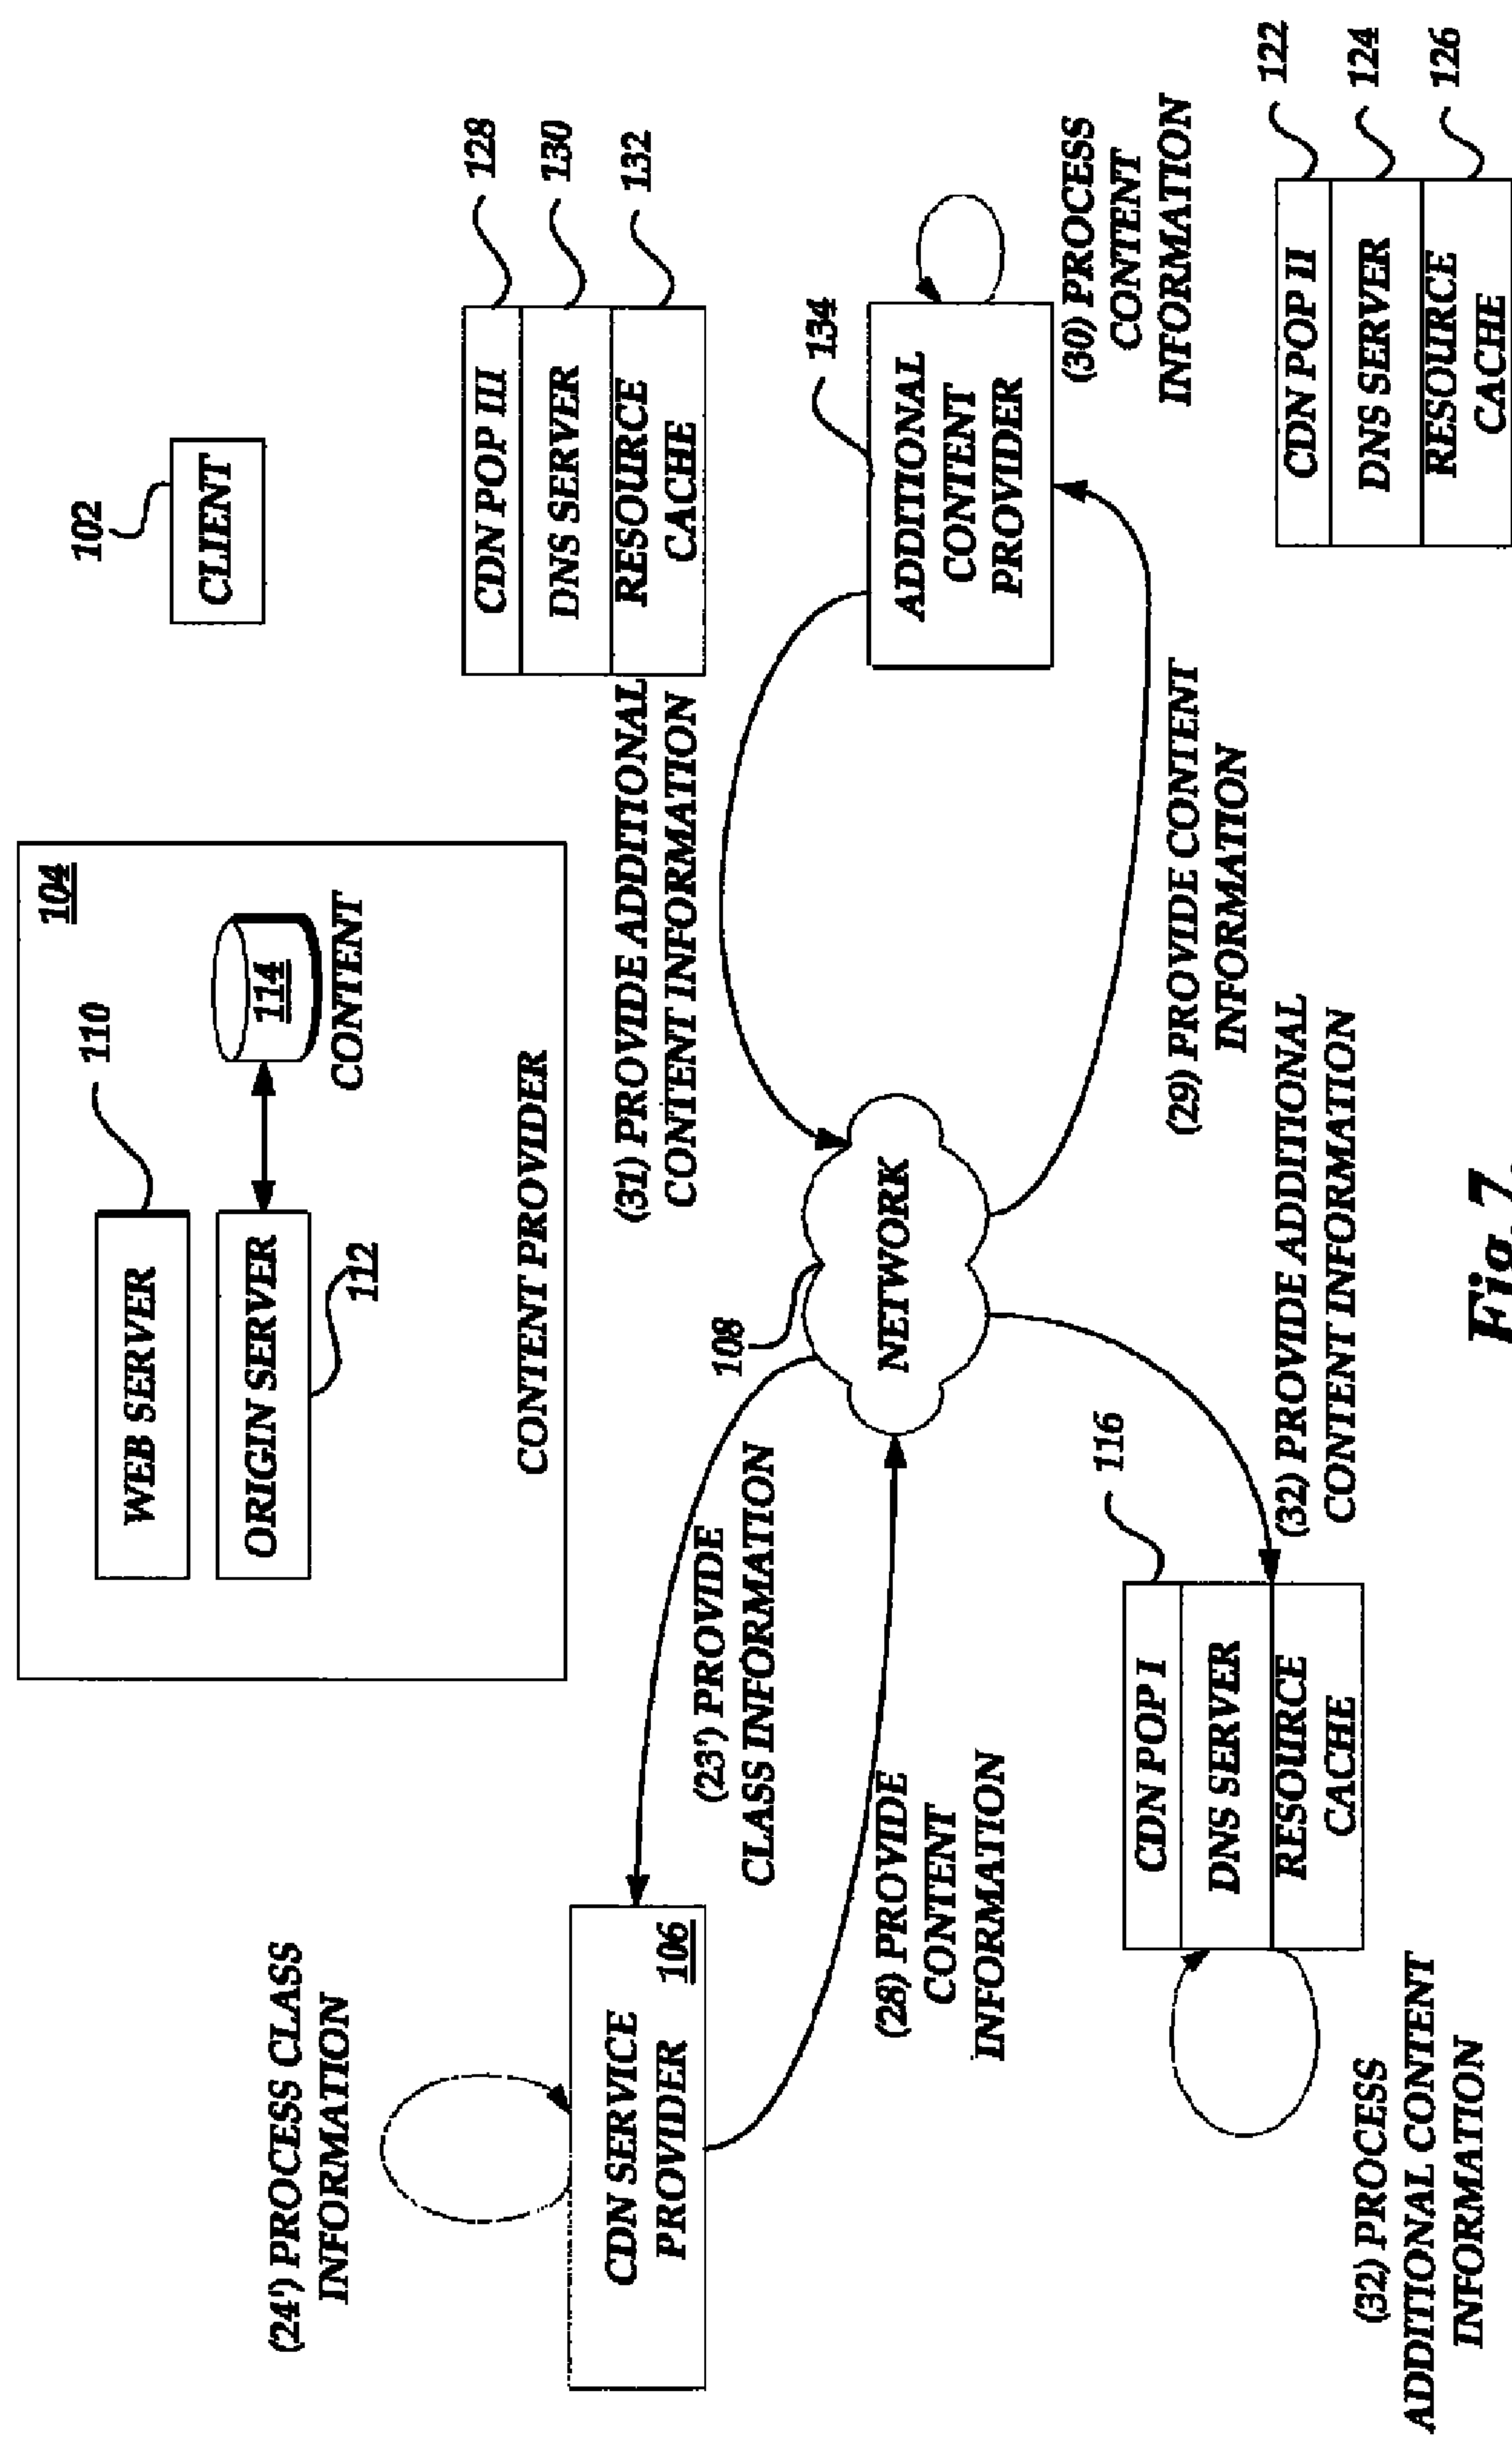 104
WEB SERVER
110
ORIGIN SERVER
112
114
CONTENT
CONTENT PROVIDER
102
CLIENT
(24') PROCESS CLASS
INFORMATION
CDN SERVICE
PROVIDER
106
(23') PROVIDE
CLASS INFORMATION
(28) PROVIDE
CONTENT
INFORMATION
108
NETWORK
(31) PROVIDE ADDITIONAL
CONTENT INFORMATION
CDN POP III
DNS SERVER
RESOURCE
CACHE
128
130
132
134
ADDITIONAL
CONTENT
PROVIDER
(30) PROCESS
CONTENT
INFORMATION
(29) PROVIDE CONTENT
INFORMATION
116
CDN POP I
DNS SERVER
RESOURCE
CACHE
(32) PROVIDE ADDITIONAL
CONTENT INFORMATION
(32) PROCESS
ADDITIONAL CONTENT
INFORMATION
CDN POP II
DNS SERVER
RESOURCE
CACHE
122
124
126
Fig.7.